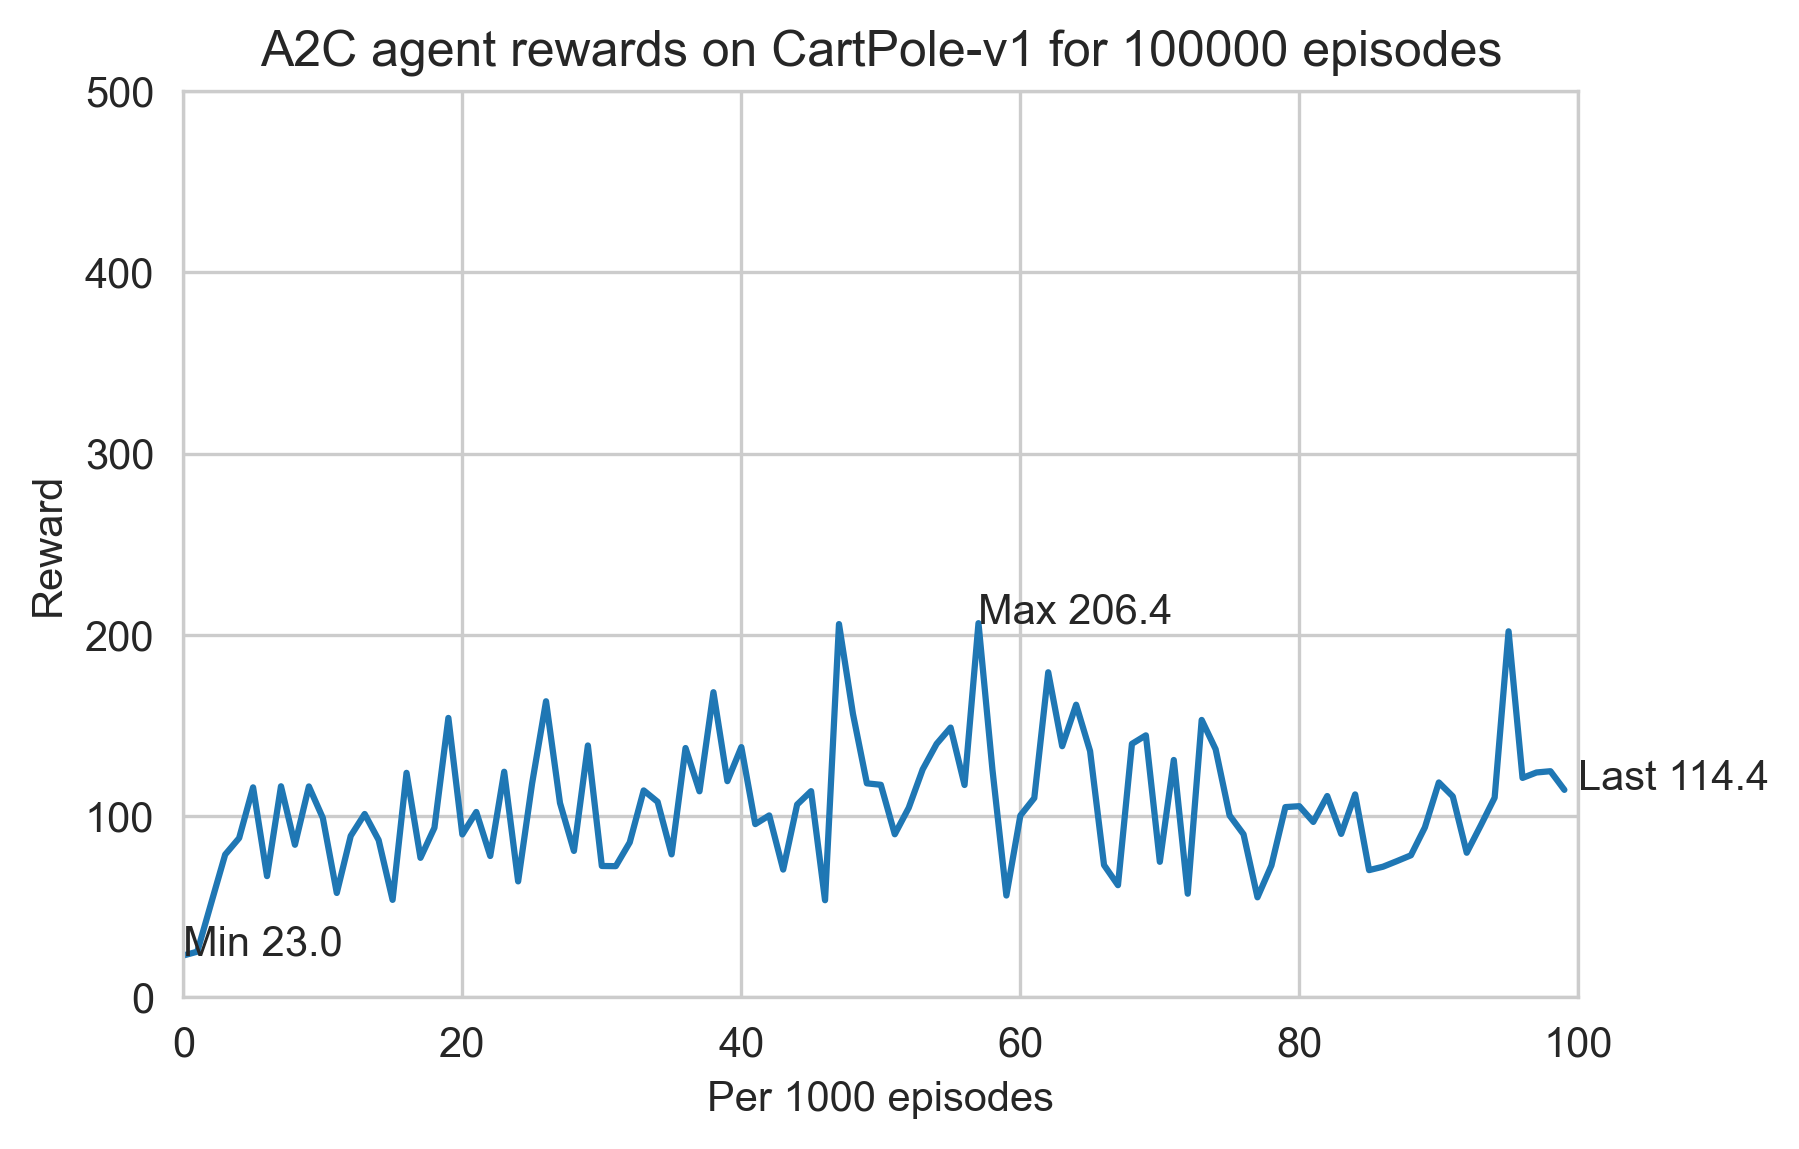 A2C agent rewards on CartPole-v1 for 100000 episodes
500
400
300
200
100
0
Reward
Max 206.4
Last 114.4
Min 23.0
0 20 40 60 80 100
Per 1000 episodes